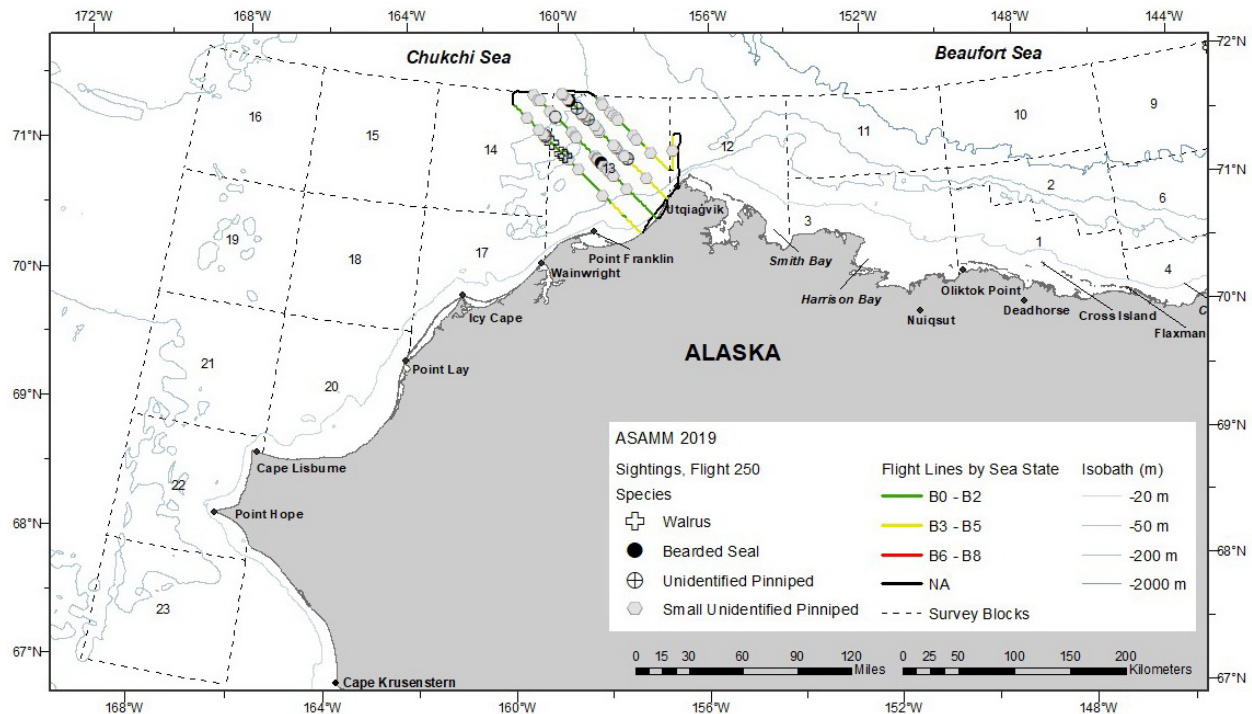 172°W 168°W 164°W 160°W 156°W 152°W 148°W 144°W
72°N
Chukchi Sea Beaufort Sea
16 15 14 13 12 11 10 9
71°N 71°N
2 6
Utqiaġvik
3 1
19 18 17
Point Franklin
Smith Bay
Wainwright
4
70°N 70°N
Harrison Bay
Oliktok Point
Deadhorse
Cross Island
Nuiqsut
Flaxman
C
Icy Cape
ALASKA
21 20
Point Lay
69°N 69°N
Cape Lisburne
22
Point Hope
68°N 68°N
23
67°N 67°N
Cape Krusenstern
ASAMM 2019
Sightings, Flight 250
Species
Walrus
Bearded Seal
Unidentified Pinniped
Small Unidentified Pinniped
Flight Lines by Sea State
B0 - B2
B3 - B5
B6 - B8
NA
Survey Blocks
Isobath (m)
-20 m
-50 m
-200 m
-2000 m
0 15 30 60 90 120
Miles
0 25 50 100 150 200
Kilometers
168°W 164°W 160°W 156°W 152°W 148°W